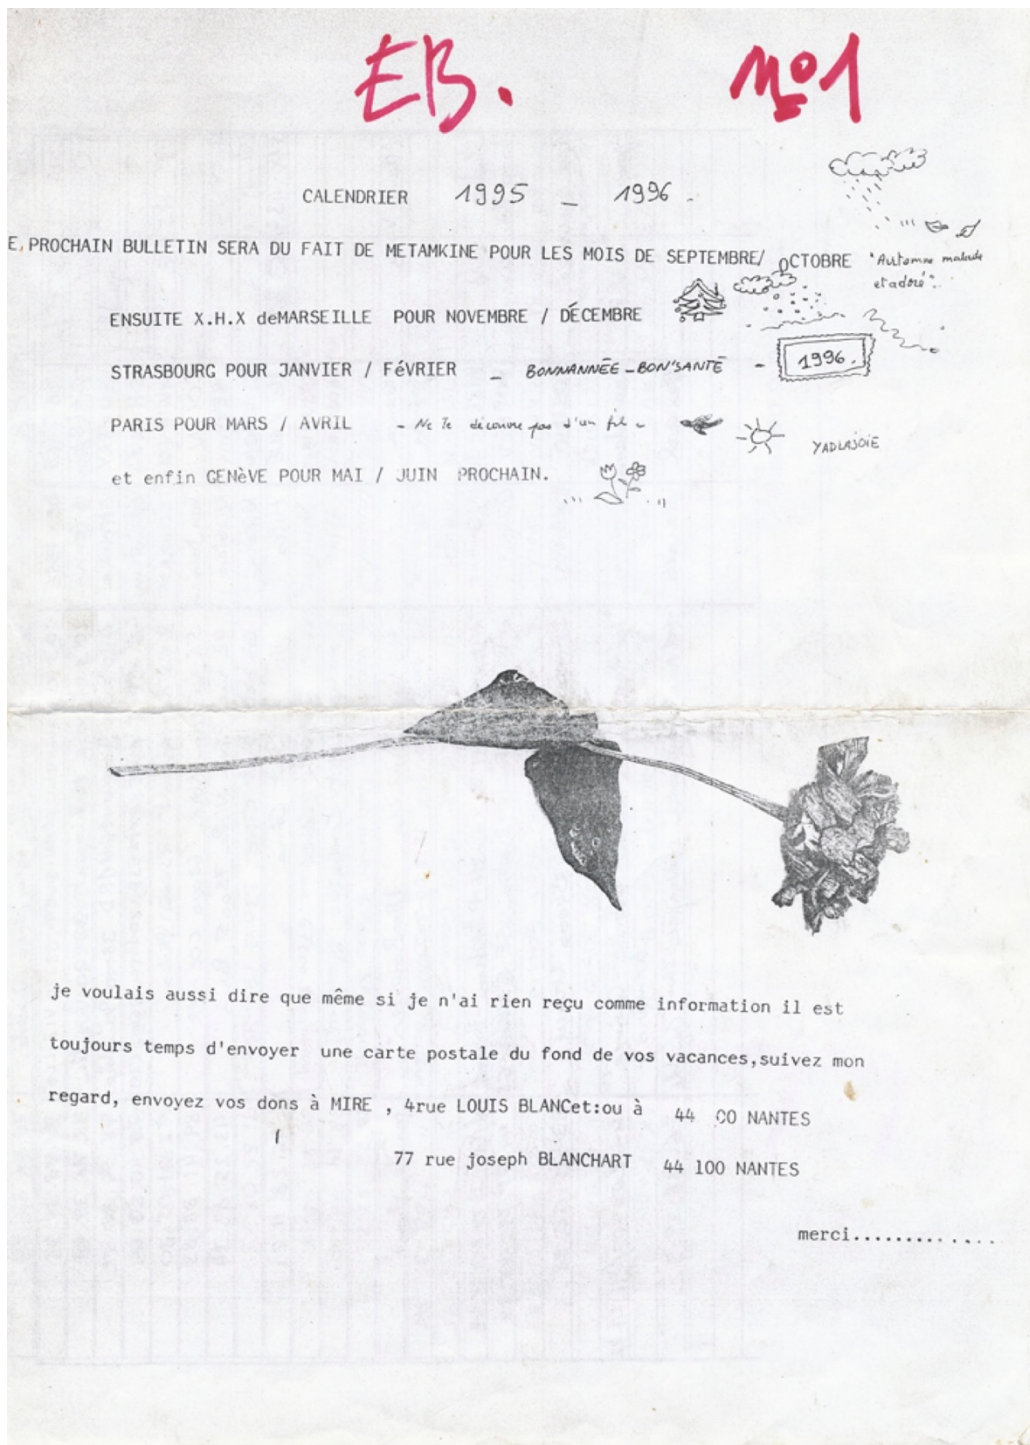 EB. N°1
CALENDRIER 1995 _ 1996 -
E, PROCHAIN BULLETIN SERA DU FAIT DE METAMKINE POUR LES MOIS DE SEPTEMBRE/ OCTOBRE "Automne malade
et adoré"..
ENSUITE X.H.X deMARSEILLE POUR NOVEMBRE / DÉCEMBRE
STRASBOURG POUR JANVIER / FéVRIER _ BONNANNÉE _ BON'SANTÉ - 1996.
PARIS POUR MARS / AVRIL - Ne te découvre pas d'un fil -
YADLAJOIE
et enfin GENèVE POUR MAI / JUIN PROCHAIN.
je voulais aussi dire que même si je n'ai rien reçu comme information il est
toujours temps d'envoyer une carte postale du fond de vos vacances,suivez mon
regard, envoyez vos dons à MIRE , 4rue LOUIS BLANCet:ou à 44 00 NANTES
77 rue joseph BLANCHART 44 100 NANTES
merci.............